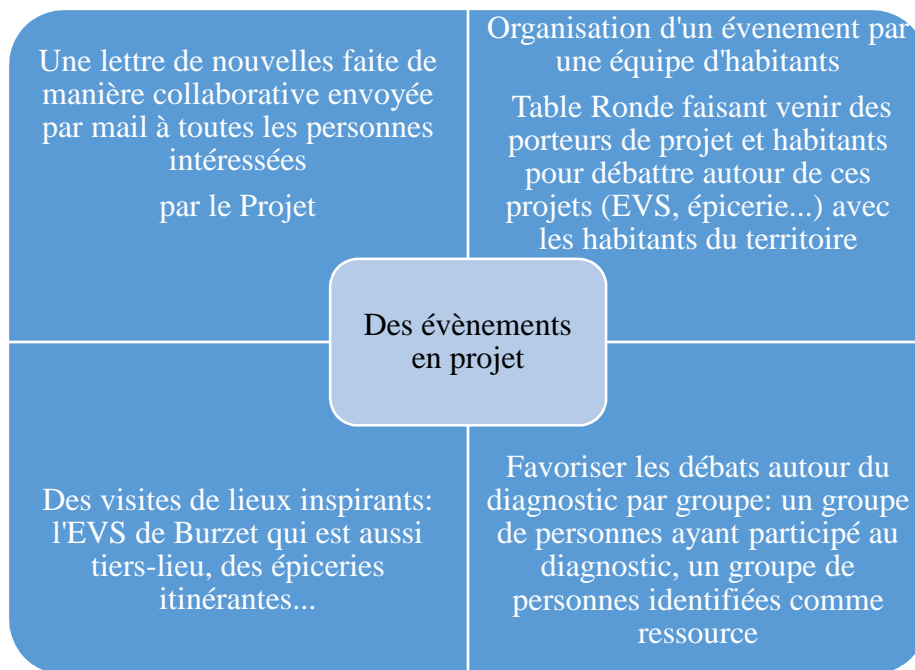 Une lettre de nouvelles faite de
manière collaborative envoyée
par mail à toutes les personnes
intéressées
par le Projet
Organisation d'un évenement par
une équipe d'habitants
Table Ronde faisant venir des
porteurs de projet et habitants
pour débattre autour de ces
projets (EVS, épicerie...) avec
les habitants du territoire
Des évènements
en projet
Des visites de lieux inspirants:
l'EVS de Burzet qui est aussi
tiers-lieu, des épiceries
itinérantes...
Favoriser les débats autour du
diagnostic par groupe: un groupe
de personnes ayant participé au
diagnostic, un groupe de
personnes identifiées comme
ressource